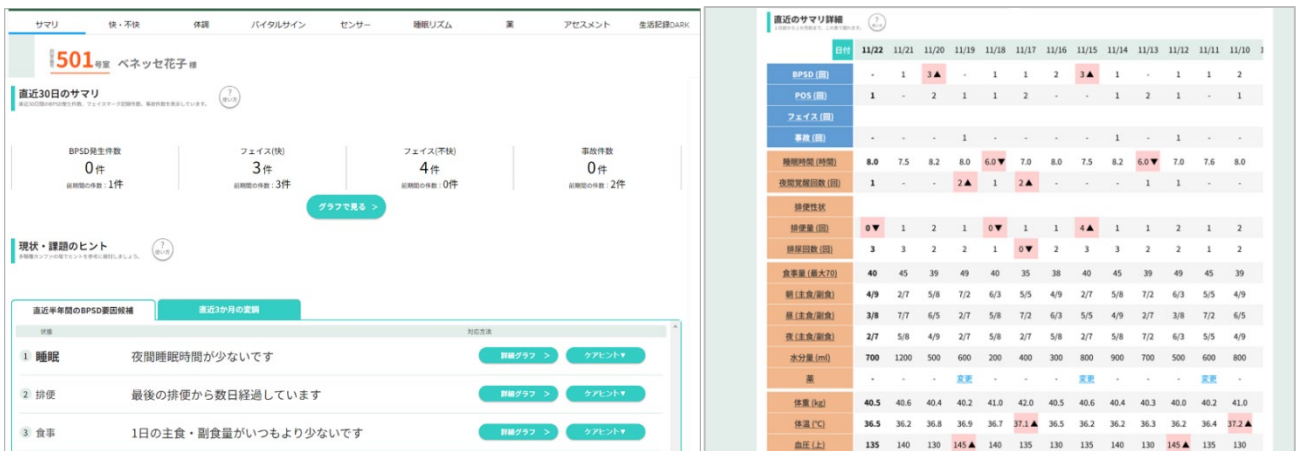 サマリ 快・不快 体調 バイタルサイン センサー 睡眠リズム 薬 アセスメント 生活記録DARK
501号室 ベネッセ花子 様
直近30日のサマリ
使い方
BPSD発生件数 フェイス(快) フェイス(不快) 事故件数
0件 3件 4件 0件
前期間の件数：1件 前期間の件数：3件 前期間の件数：0件 前期間の件数：2件
グラフで見る >
現状・課題のヒント
使い方
直近半年間のBPSD要因候補 直近3か月の変調
状態 対応方法
1 睡眠 夜間睡眠時間が少ないです 詳細グラフ > ケアヒント▼
2 排便 最後の排便から数日経過しています 詳細グラフ > ケアヒント▼
3 食事 1日の主食・副食量がいつもより少ないです 詳細グラフ > ケアヒント▼
直近のサマリ詳細
日付 11/22 11/21 11/20 11/19 11/18 11/17 11/16 11/15 11/14 11/13 11/12 11/11 11/10
BPSD (回) - 1 3▲ - 1 1 2 3▲ 1 - 1 1 2
POS (回) 1 - 2 1 1 2 - - 1 2 1 - 1
フェイス (回)
事故 (回) - - - 1 - - - - 1 - 1 - -
睡眠時間 (時間) 8.0 7.5 8.2 8.0 6.0▼ 7.0 8.0 7.5 8.2 6.0▼ 7.0 7.6 8.0
夜間覚醒回数 (回) 1 - - 2▲ 1 2▲ - - - 1 1 - -
排便性状
排便量 (回) 0▼ 1 2 1 0▼ 1 1 4▲ 1 1 2 1 2
排尿回数 (回) 3 3 2 2 1 0▼ 2 3 3 2 2 1 2
食事量 (最大70) 40 45 39 49 40 35 38 40 45 39 49 45 39
朝 (主食/副食) 4/9 2/7 5/8 7/2 6/3 5/5 4/9 2/7 5/8 7/2 6/3 5/5 4/9
昼 (主食/副食) 3/8 7/7 6/5 2/7 5/8 7/2 6/3 5/5 4/9 2/7 3/8 7/2 6/5
夜 (主食/副食) 2/7 5/8 4/9 2/7 5/8 2/7 5/8 2/7 5/8 7/2 6/3 5/5 4/9
水分量 (ml) 700 1200 500 600 200 400 300 800 900 700 500 600 800
薬 - - - 変更 - - - 変更 - - - 変更 -
体重 (kg) 40.5 40.6 40.4 40.2 41.0 42.0 40.5 40.6 40.4 40.3 40.0 40.2 41.0
体温 (℃) 36.5 36.2 36.8 36.9 36.7 37.1▲ 36.5 36.2 36.2 36.3 36.2 36.4 37.2▲
血圧 (上) 135 140 130 145▲ 140 135 130 135 140 130 145▲ 135 130